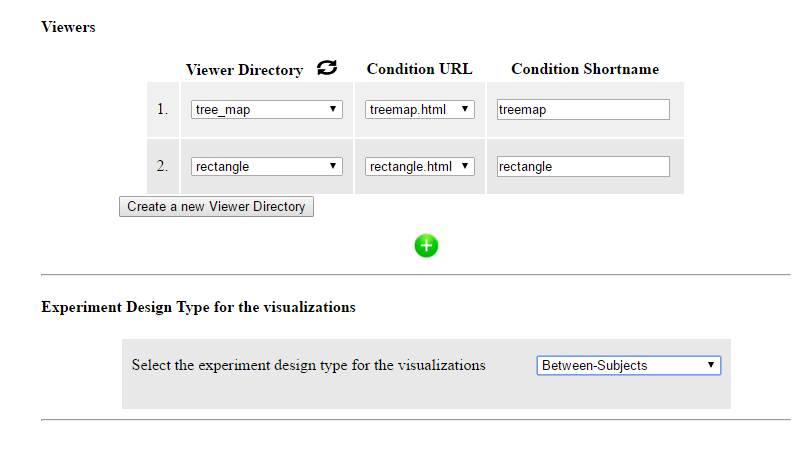 Viewers
Viewer Directory Condition URL Condition Shortname
1. tree_map treemap.html treemap
2. rectangle rectangle.html rectangle
Create a new Viewer Directory
Experiment Design Type for the visualizations
Select the experiment design type for the visualizations Between-Subjects